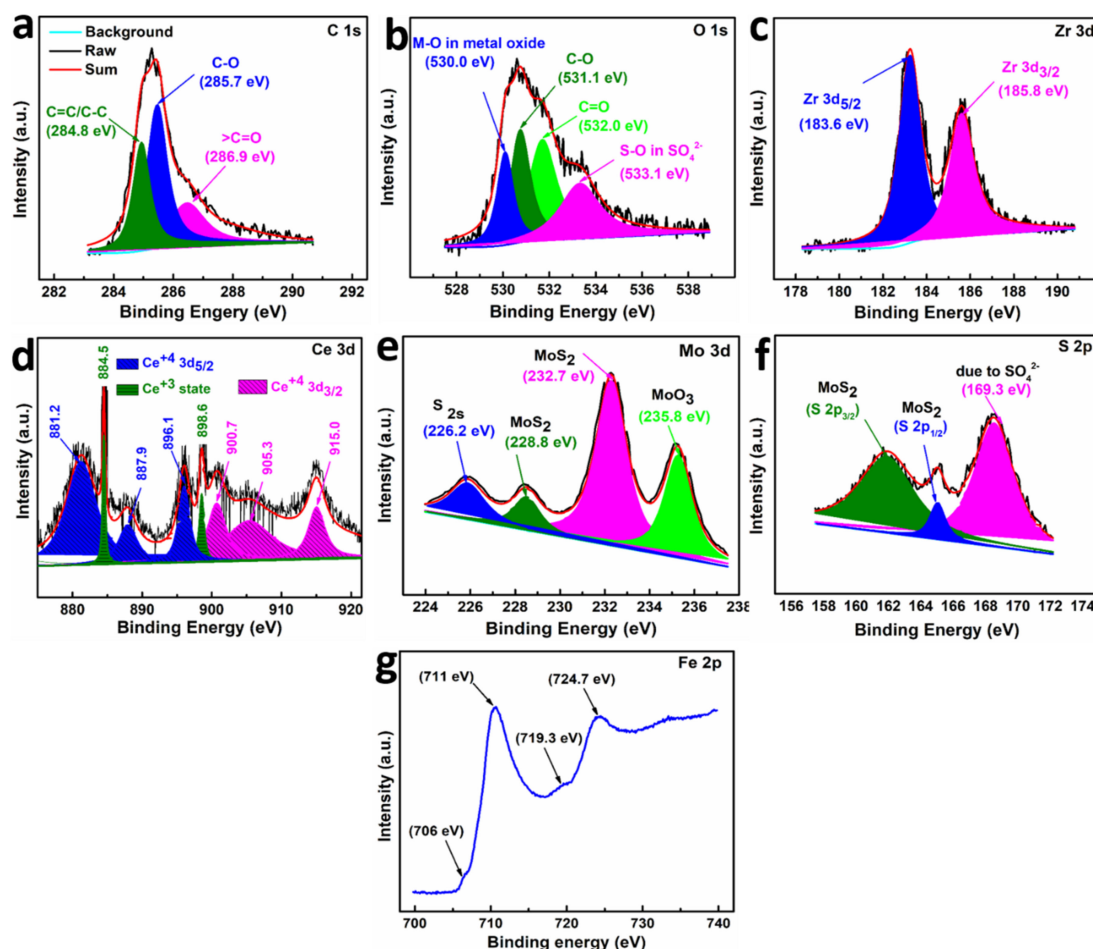 a
C 1s
Background
Raw
Sum
C-O
(285.7 eV)
C=C/C-C
(284.8 eV)
>C=O
(286.9 eV)
Intensity (a.u.)
282 284 286 288 290 292
Binding Engery (eV)
b
O 1s
M-O in metal oxide
(530.0 eV)
C-O
(531.1 eV)
C=O
(532.0 eV)
S-O in SO₄²⁻
(533.1 eV)
Intensity (a.u.)
528 530 532 534 536 538
Binding Energy (eV)
c
Zr 3d
Zr 3d₅/₂
(183.6 eV)
Zr 3d₃/₂
(185.8 eV)
Intensity (a.u.)
178 180 182 184 186 188 190
Binding Energy (eV)
d
Ce 3d
Ce⁺⁴ 3d₅/₂
Ce⁺³ state
Ce⁺⁴ 3d₃/₂
881.2
884.5
887.9
896.1
898.6
900.7
905.3
915.0
Intensity (a.u.)
880 890 900 910 920
Binding Energy (eV)
e
Mo 3d
S 2s
(226.2 eV)
MoS₂
(228.8 eV)
MoS₂
(232.7 eV)
MoO₃
(235.8 eV)
Intensity (a.u.)
224 226 228 230 232 234 236 238
Binding Energy (eV)
f
S 2p
MoS₂
(S 2p₃/₂)
MoS₂
(S 2p₁/₂)
due to SO₄²⁻
(169.3 eV)
Intensity (a.u.)
156 158 160 162 164 166 168 170 172 174
Binding Energy (eV)
g
Fe 2p
(711 eV)
(724.7 eV)
(719.3 eV)
(706 eV)
Intensity (a.u.)
700 710 720 730 740
Binding energy (eV)